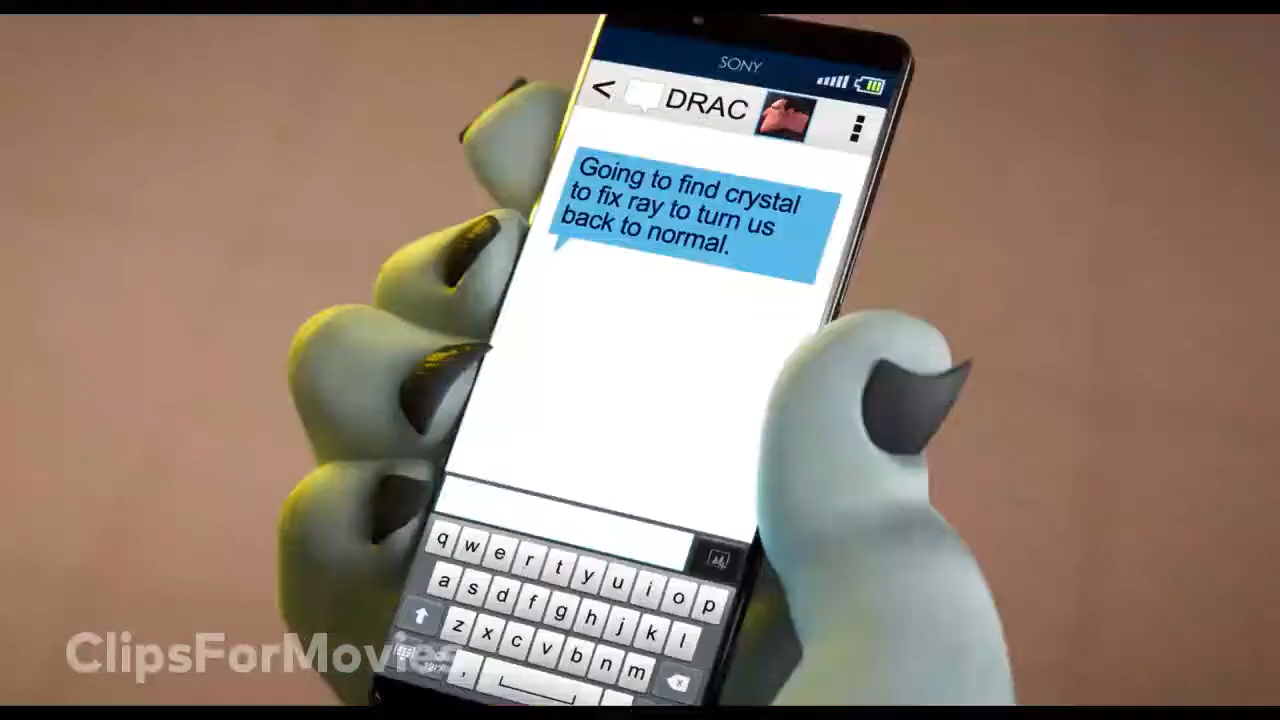 SONY
< DRAC
Going to find crystal
to fix ray to turn us
back to normal.
q w e r t y u i o p
a s d f g h j k l
z x c v b n m
,
ClipsForMovies